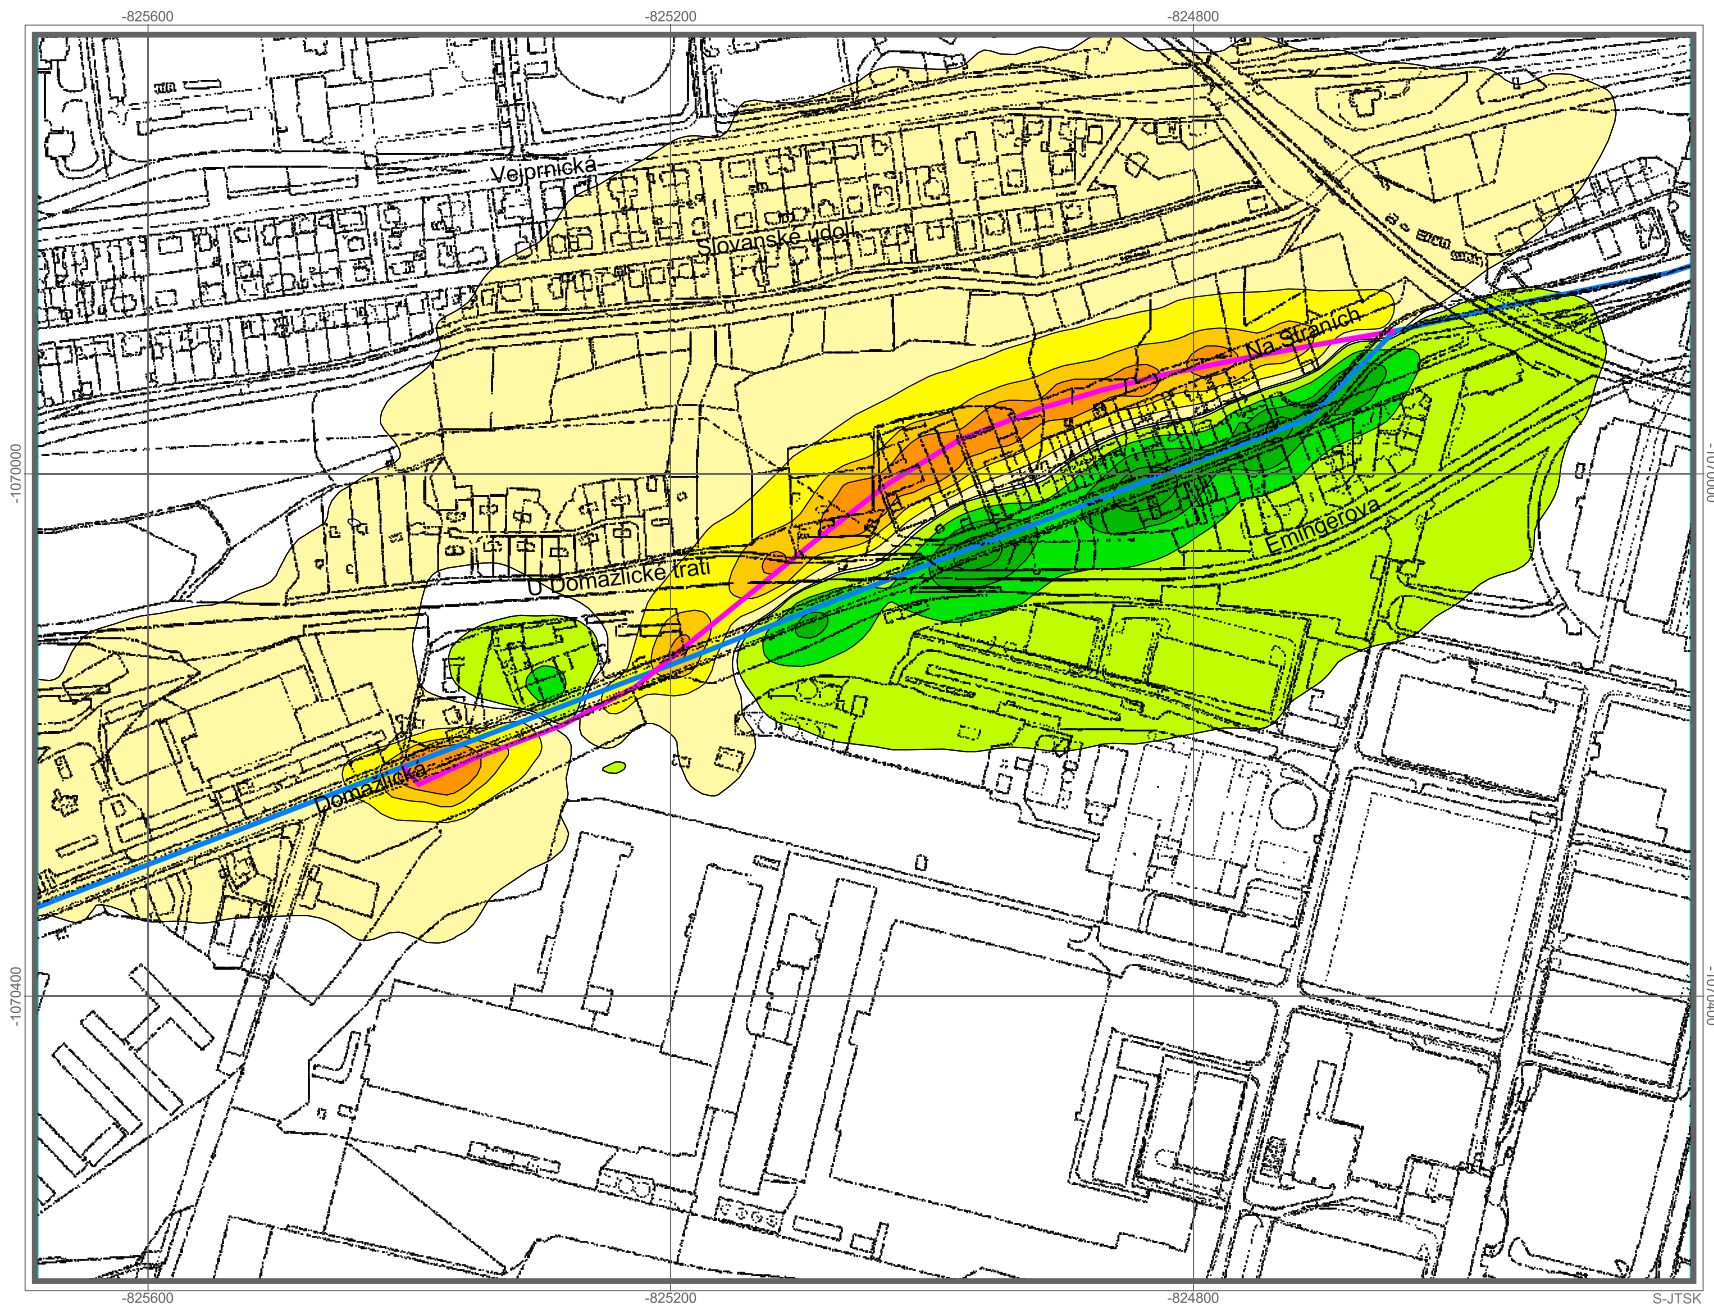 -825600
-825200
-824800
Vejprnická
Slovanské údolí
Na Stráních
-1070000
-1070000
Emingerova
U Domažlické trati
Domažlická
-1070400
-1070400
-825600
-825200
-824800
S-JTSK